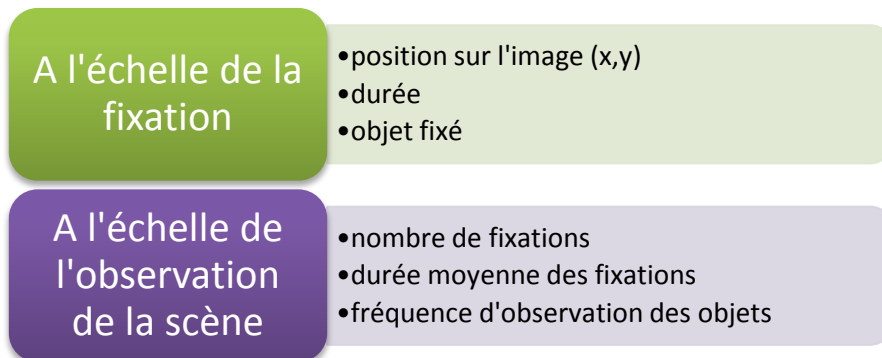 A l'échelle de la
fixation
•position sur l'image (x,y)
•durée
•objet fixé
A l'échelle de
l'observation
de la scène
•nombre de fixations
•durée moyenne des fixations
•fréquence d'observation des objets